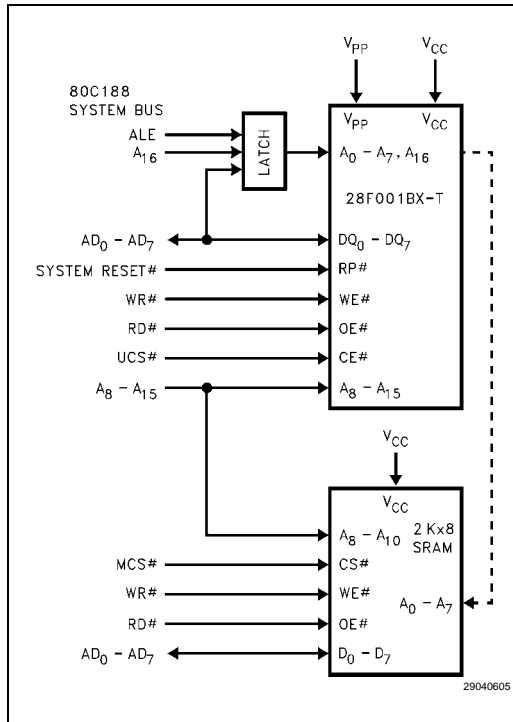 V_PP V_CC
80C188
SYSTEM BUS
ALE
A_16
LATCH
V_PP V_CC
A_0 – A_7, A_16
28F001BX-T
AD_0 – AD_7 DQ_0 – DQ_7
SYSTEM RESET# RP#
WR# WE#
RD# OE#
UCS# CE#
A_8 – A_15 A_8 – A_15
V_CC
V_CC
A_8 – A_10 2 Kx8
SRAM
MCS# CS#
WR# WE# A_0 – A_7
RD# OE#
AD_0 – AD_7 D_0 – D_7
29040605